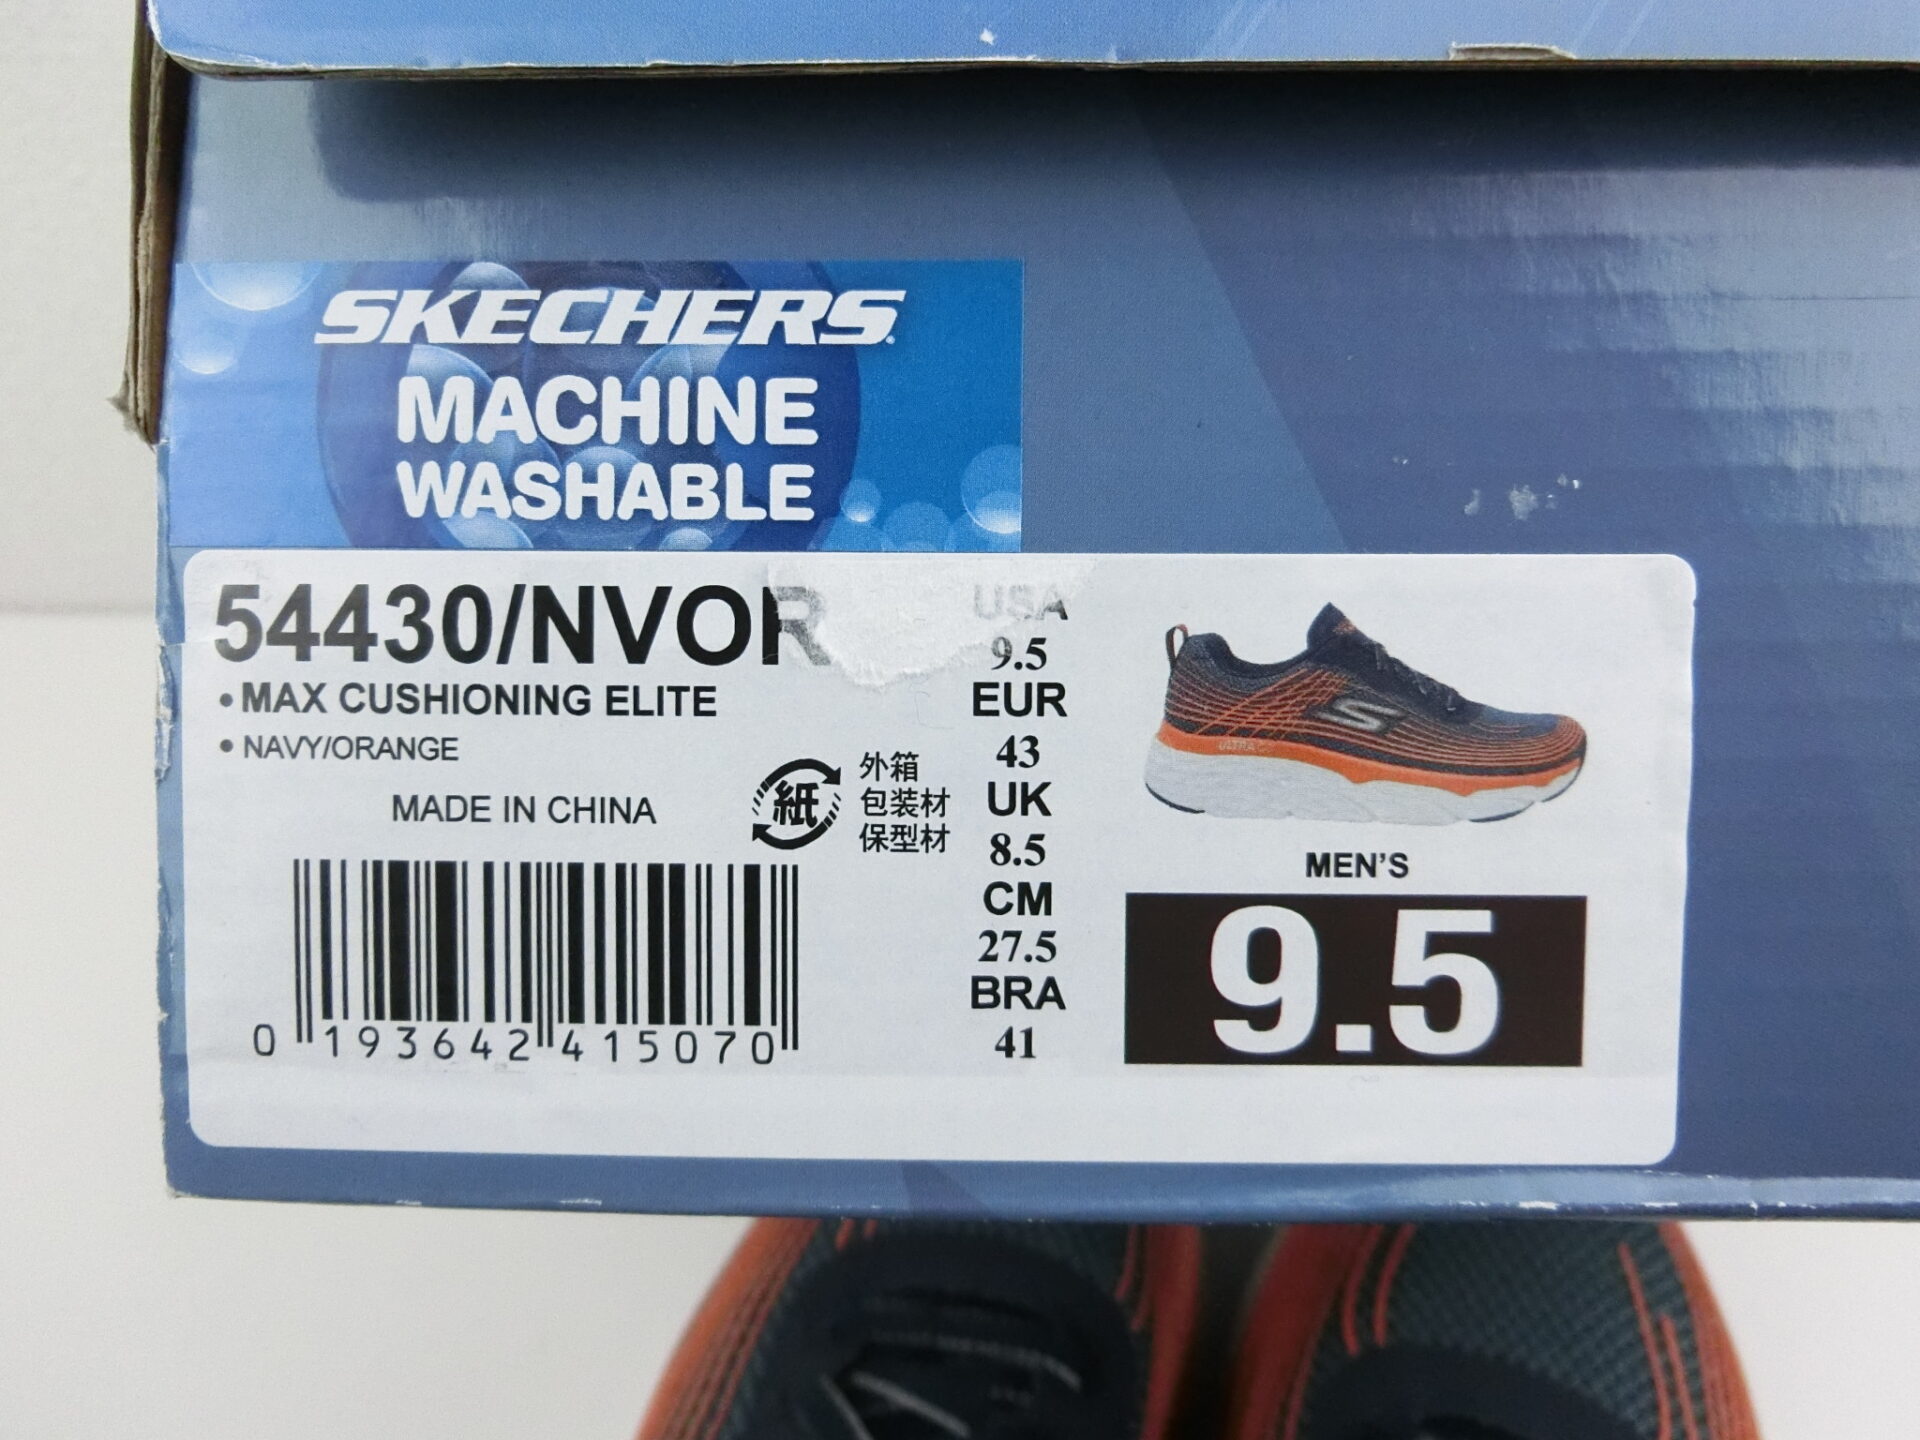 SKECHERS
MACHINE
WASHABLE
54430/NVOR
• MAX CUSHIONING ELITE
• NAVY/ORANGE
MADE IN CHINA
紙
外箱
包装材
保型材
0 193642 415070
USA
9.5
EUR
43
UK
8.5
CM
27.5
BRA
41
ULTRA GO
MEN'S
9.5